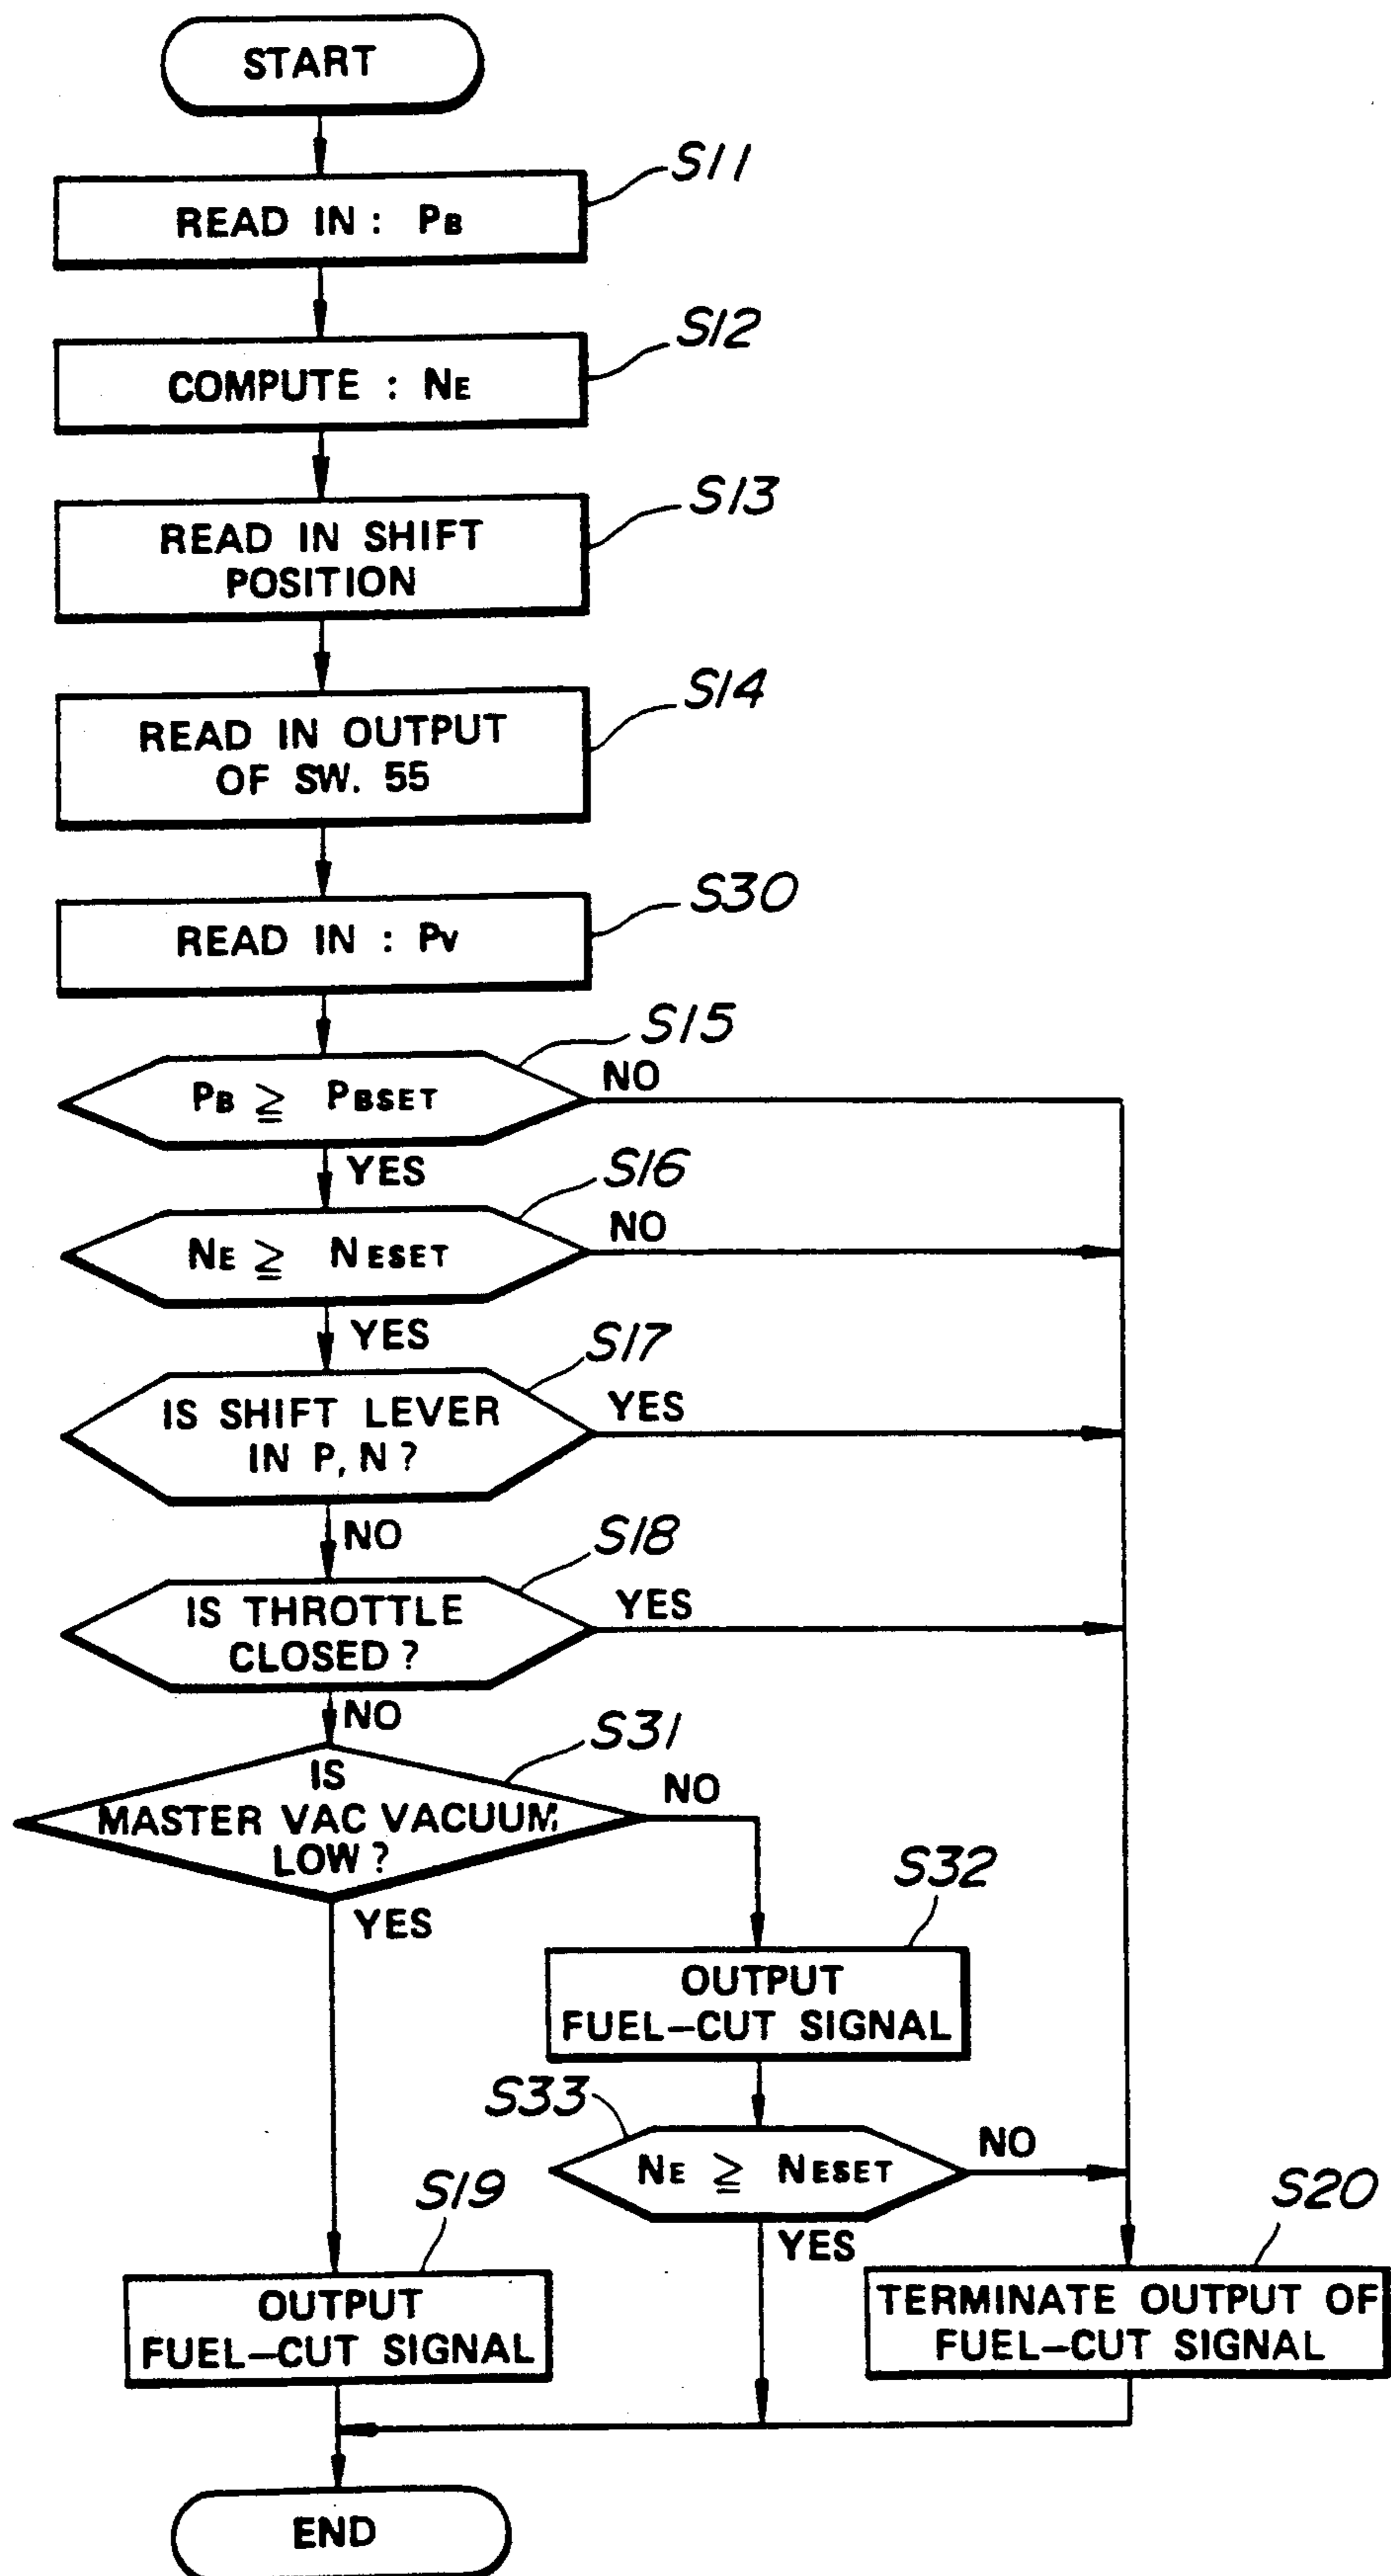 START
S11
READ IN : PB
S12
COMPUTE : NE
S13
READ IN SHIFT
POSITION
S14
READ IN OUTPUT
OF SW. 55
S30
READ IN : PV
S15
PB ≧ PBSET
NO
YES
S16
NE ≧ NESET
NO
YES
S17
IS SHIFT LEVER
IN P, N ?
YES
NO
S18
IS THROTTLE
CLOSED ?
YES
NO
S31
IS
MASTER VAC VACUUM
LOW ?
NO
YES
S32
OUTPUT
FUEL-CUT SIGNAL
S33
NE ≧ NESET
NO
YES
S19
OUTPUT
FUEL-CUT SIGNAL
S20
TERMINATE OUTPUT OF
FUEL-CUT SIGNAL
END